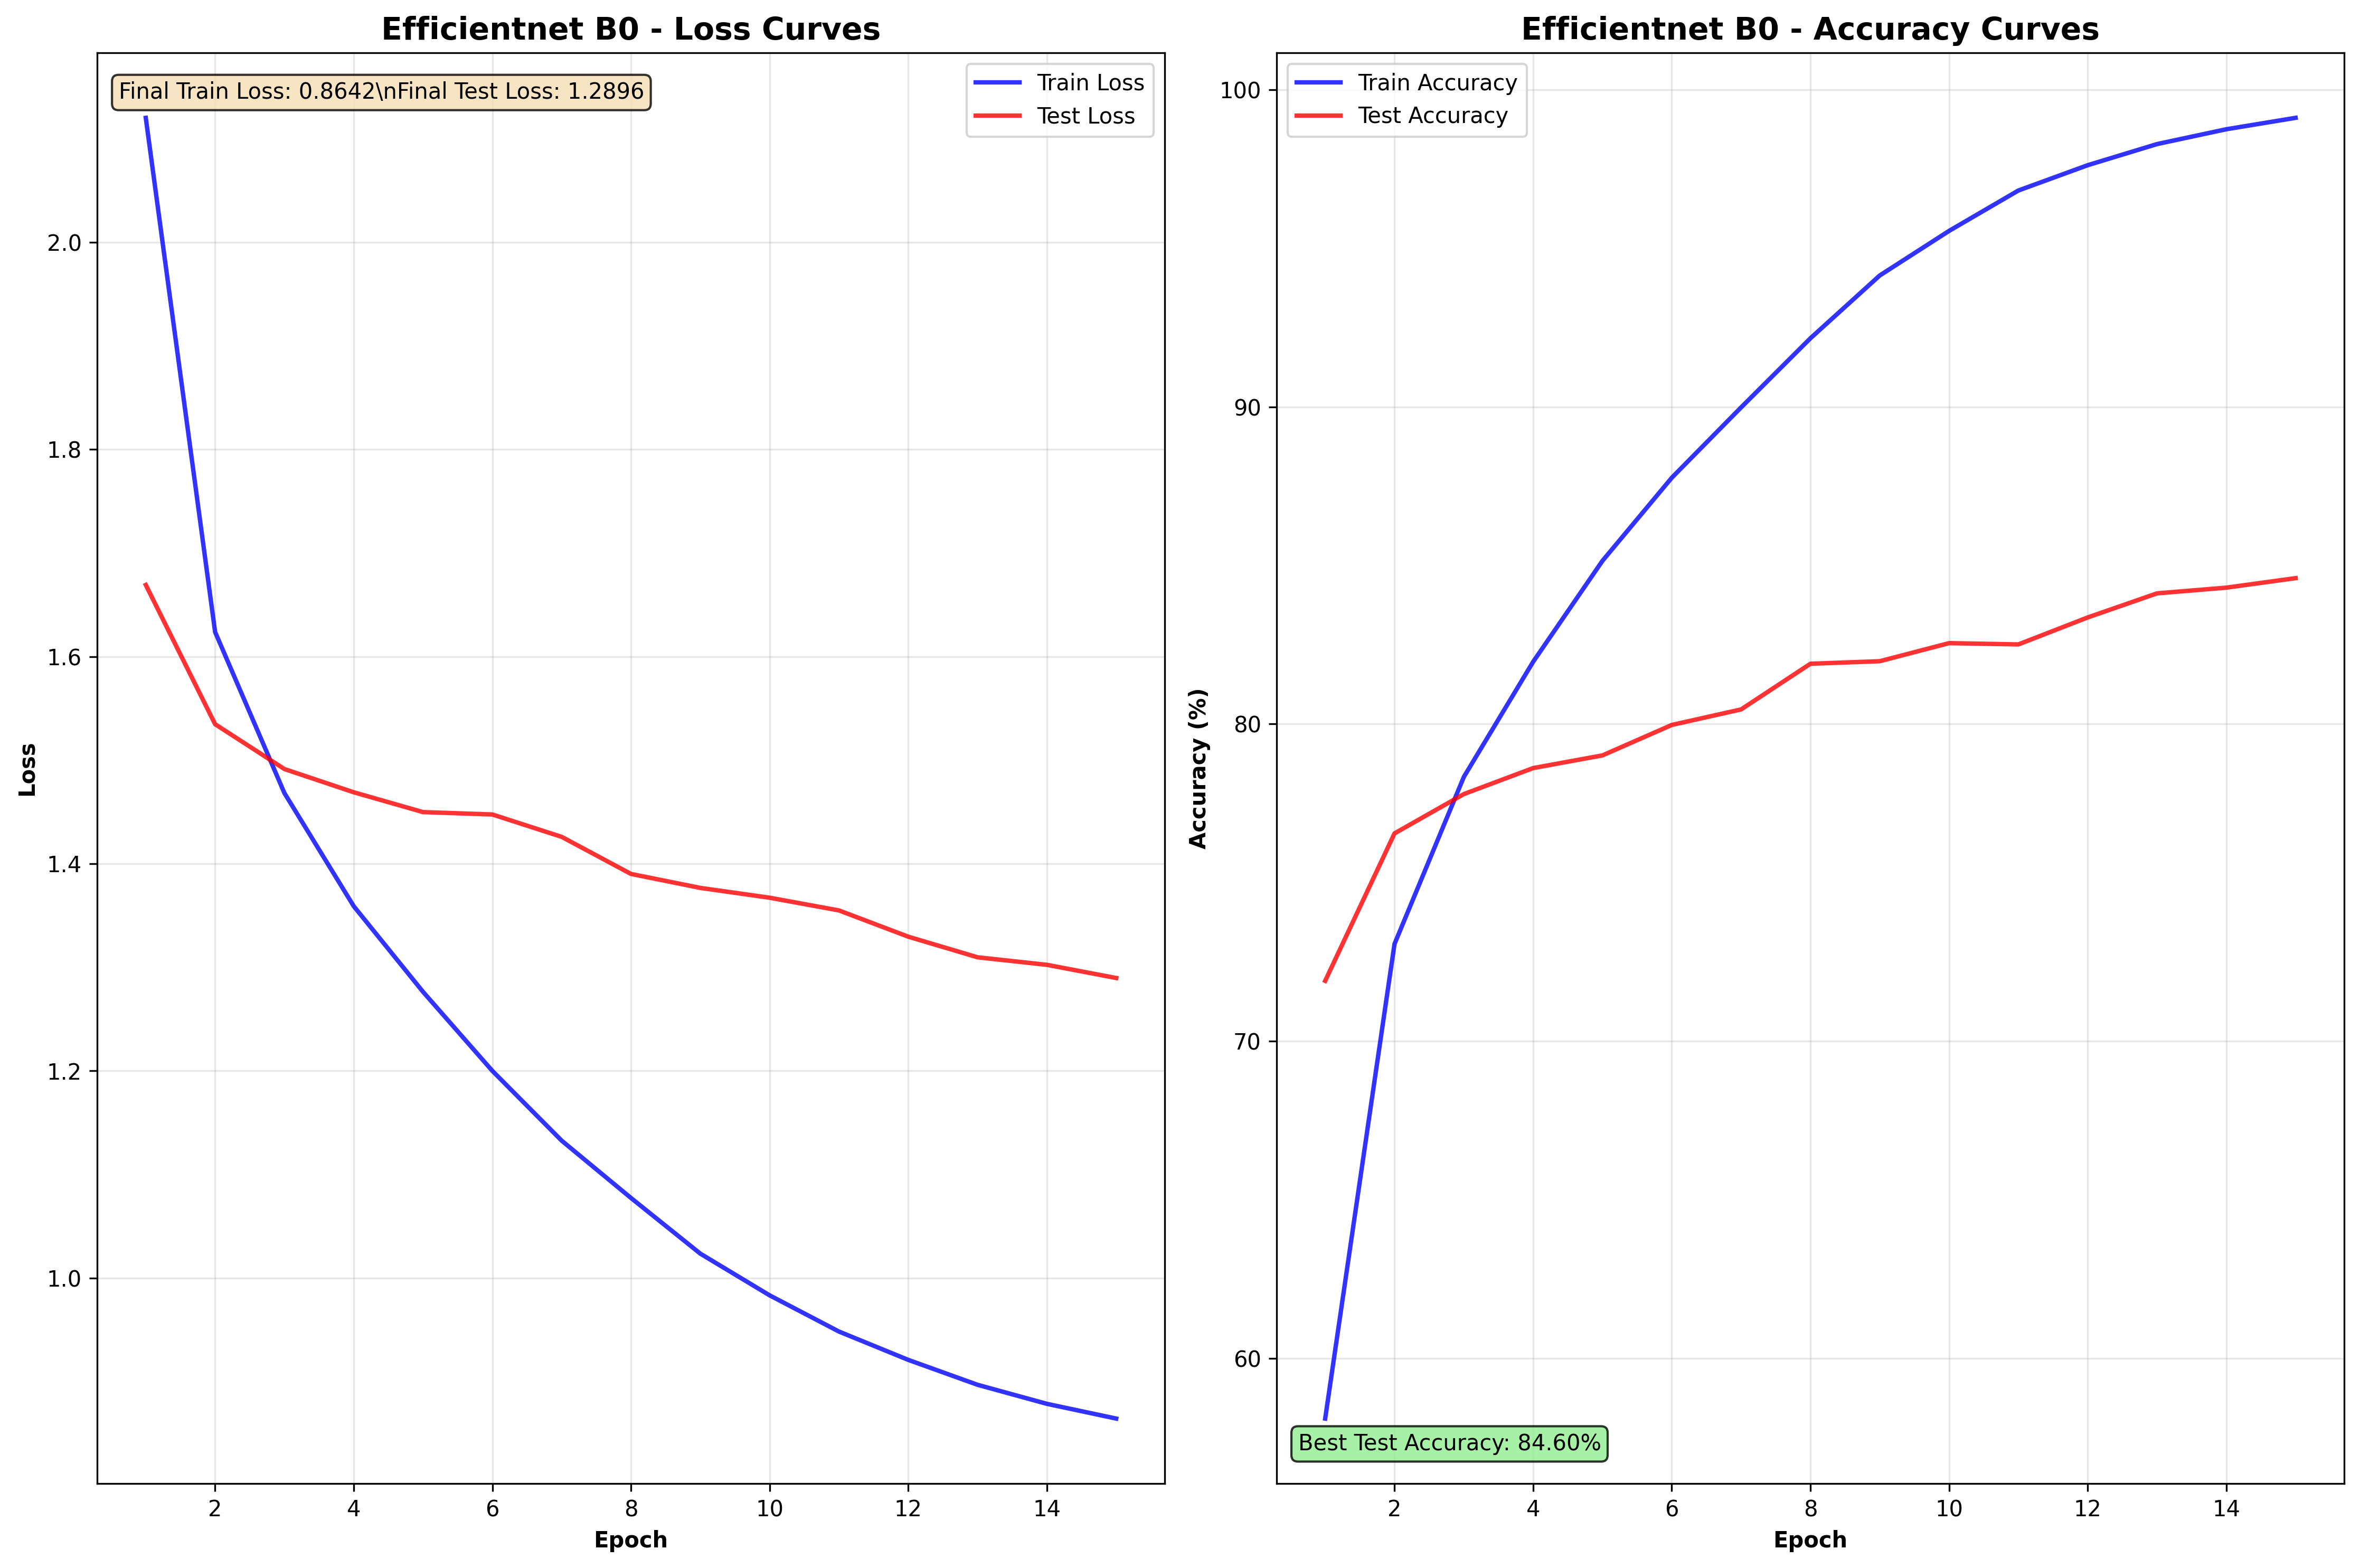 Efficientnet B0 - Loss Curves
Final Train Loss: 0.8642\nFinal Test Loss: 1.2896
Train Loss
Test Loss
2.0
1.8
1.6
1.4
1.2
1.0
Loss
2
4
6
8
10
12
14
Epoch
Efficientnet B0 - Accuracy Curves
Train Accuracy
Test Accuracy
100
90
80
70
60
Accuracy (%)
Best Test Accuracy: 84.60%
2
4
6
8
10
12
14
Epoch